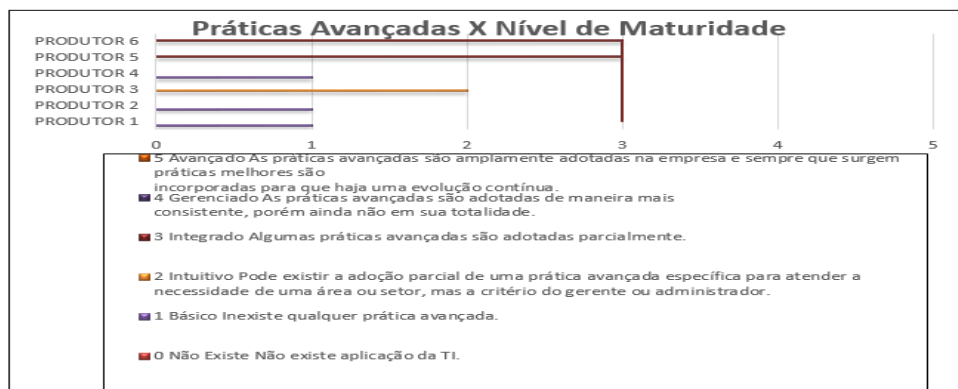 Práticas Avançadas X Nível de Maturidade
PRODUTOR 6
PRODUTOR 5
PRODUTOR 4
PRODUTOR 3
PRODUTOR 2
PRODUTOR 1
0 1 2 3 4 5
5 Avançado As pràticas avançadas são amplamente adotadas na empresa e sempre que surgem
práticas melhores são
incorporadas para que haja uma evolução contínua.
4 Gerenciado As práticas avançadas são adotadas de maneira mais
consistente, porém ainda não em sua totalidade.
3 Integrado Algumas práticas avançadas são adotadas parcialmente.
2 Intuitivo Pode existir a adoção parcial de uma prática avançada específica para atender a
necessidade de uma área ou setor, mas a critério do gerente ou administrador.
1 Básico Inexiste qualquer prática avançada.
0 Não Existe Não existe aplicação da TI.